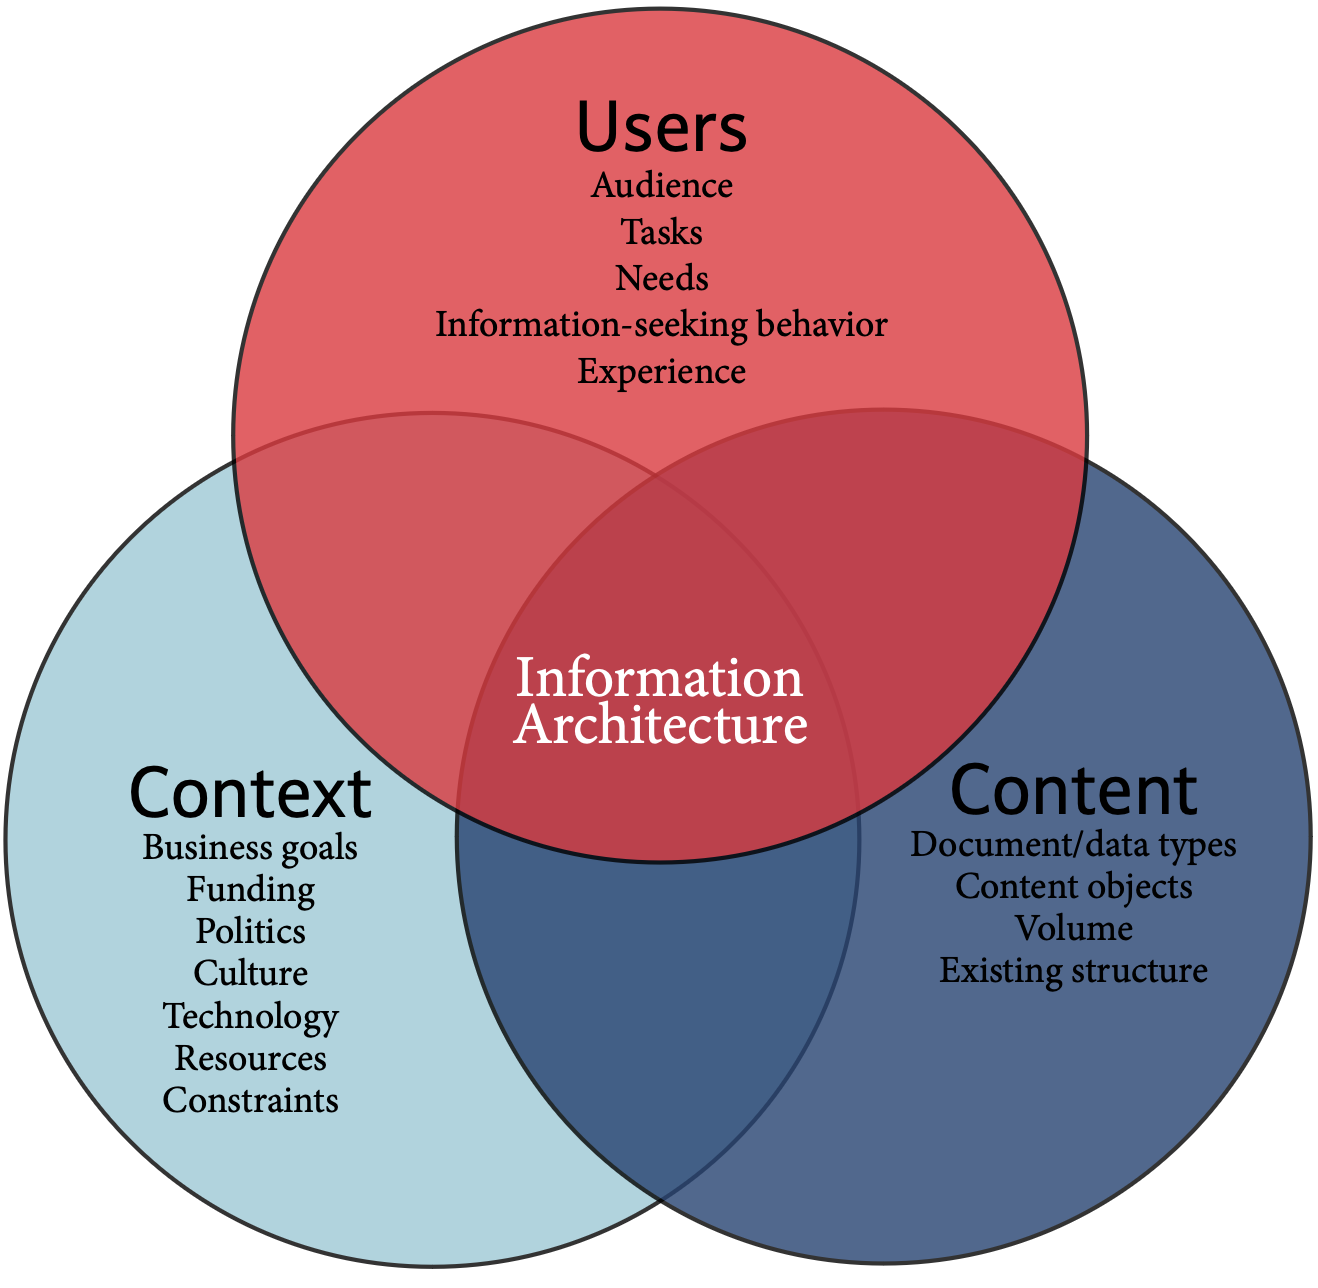 Users
Audience
Tasks
Needs
Information-seeking behavior
Experience
Information
Architecture
Context
Business goals
Funding
Politics
Culture
Technology
Resources
Constraints
Content
Document/data types
Content objects
Volume
Existing structure